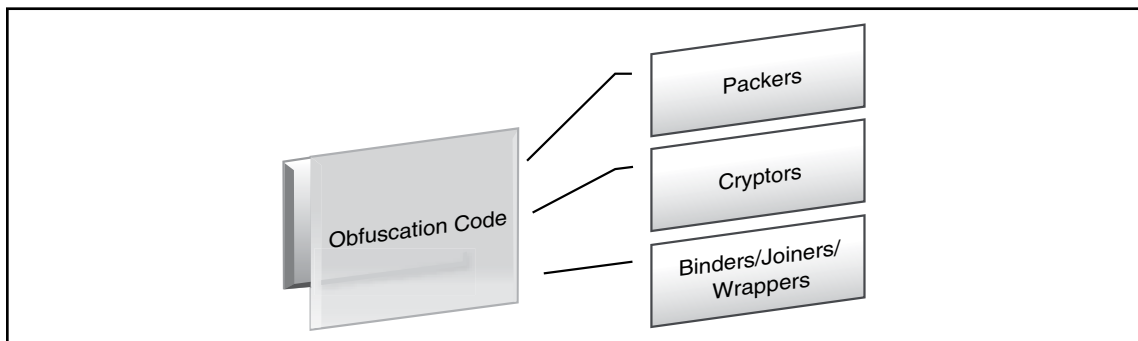 Obfuscation Code
Packers
Cryptors
Binders/Joiners/
Wrappers